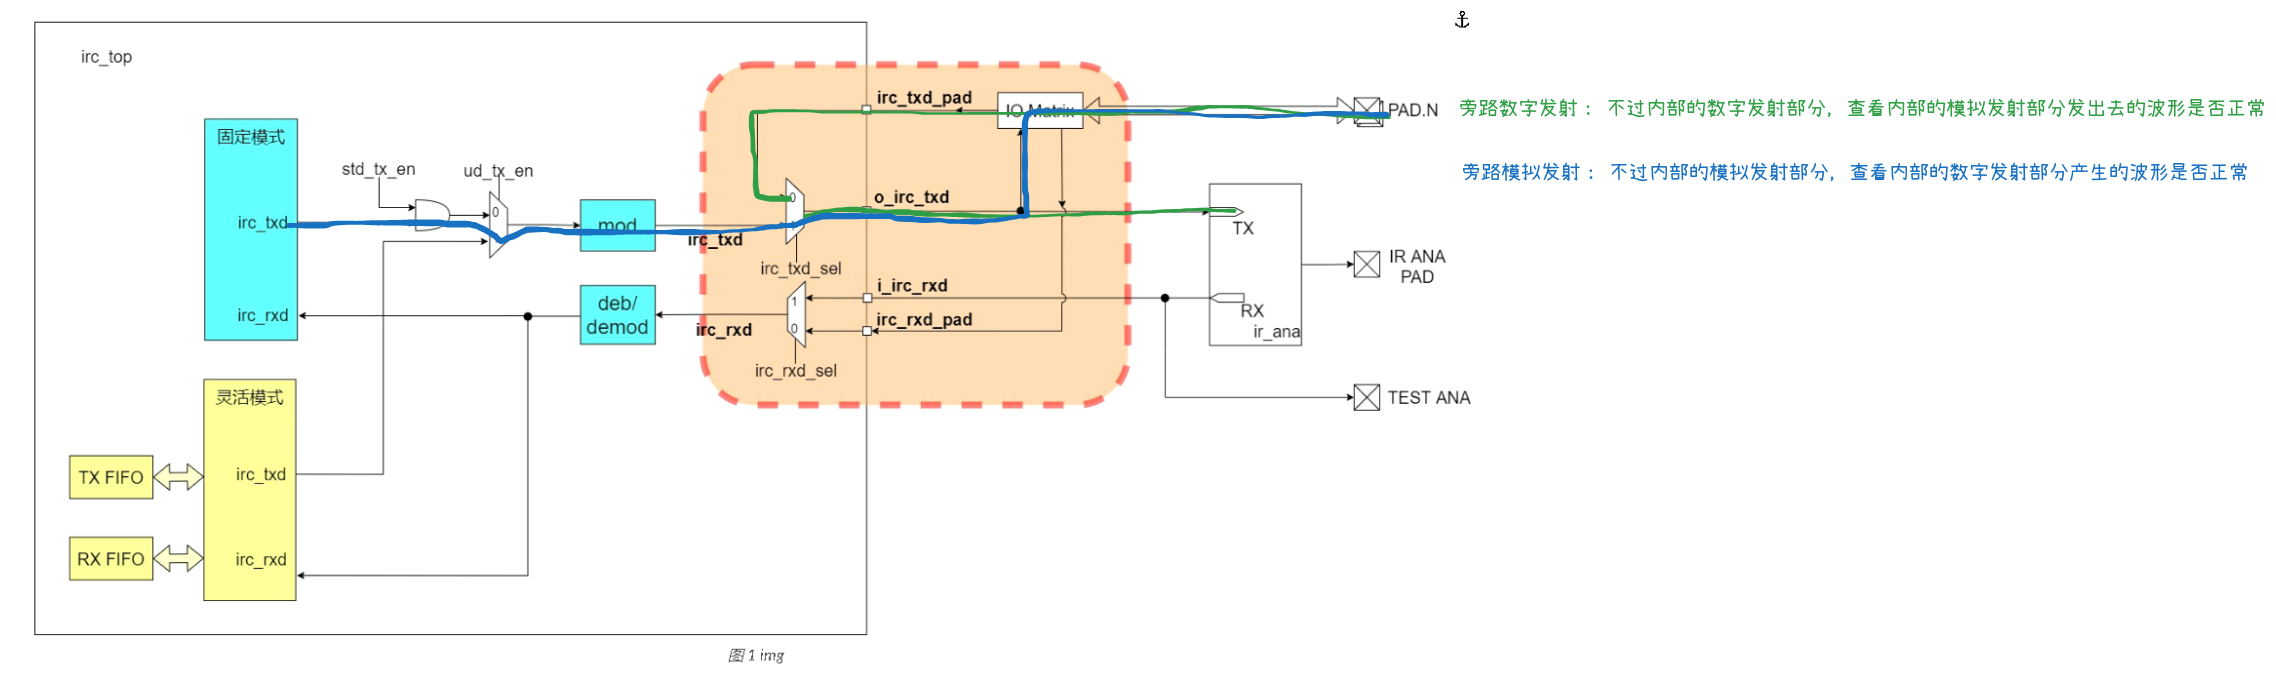 irc_top
irc_txd_pad
IO Matrix
PAD.N
旁路数字发射： 不过内部的数字发射部分，查看内部的模拟发射部分发出去的波形是否正常
固定模式
std_tx_en
ud_tx_en
旁路模拟发射： 不过内部的模拟发射部分，查看内部的数字发射部分产生的波形是否正常
0
0
o_irc_txd
irc_txd
mod
irc_txd
TX
irc_txd_sel
IR ANA
PAD
i_irc_rxd
1
irc_rxd
deb/
demod
irc_rxd
0
irc_rxd_pad
RX
ir_ana
irc_rxd_sel
灵活模式
TEST ANA
TX FIFO
irc_txd
RX FIFO
irc_rxd
图 1 img